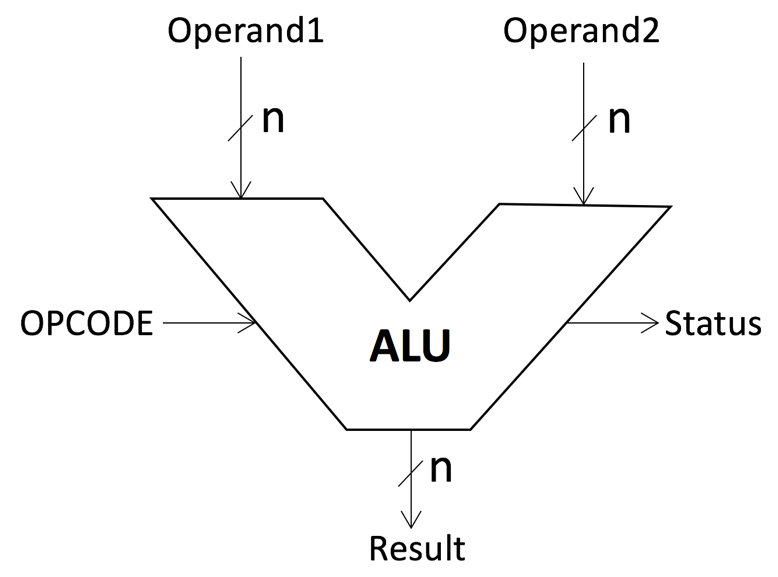 Operand1
Operand2
n
n
OPCODE
ALU
Status
n
Result